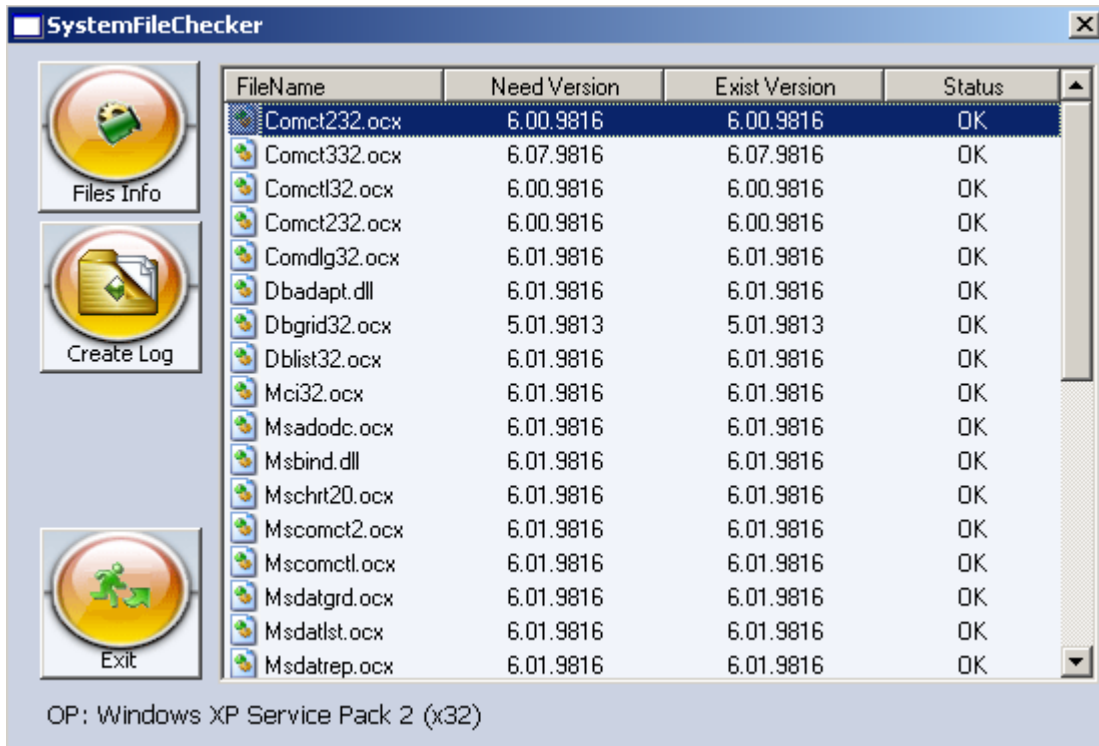 SystemFileChecker
Files Info
Create Log
Exit
FileName Need Version Exist Version Status
Comct232.ocx 6.00.9816 6.00.9816 OK
Comct332.ocx 6.07.9816 6.07.9816 OK
Comctl32.ocx 6.00.9816 6.00.9816 OK
Comct232.ocx 6.00.9816 6.00.9816 OK
Comdlg32.ocx 6.01.9816 6.01.9816 OK
Dbadapt.dll 6.01.9816 6.01.9816 OK
Dbgrid32.ocx 5.01.9813 5.01.9813 OK
Dblist32.ocx 6.01.9816 6.01.9816 OK
Mci32.ocx 6.01.9816 6.01.9816 OK
Msadodc.ocx 6.01.9816 6.01.9816 OK
Msbind.dll 6.01.9816 6.01.9816 OK
Mschrt20.ocx 6.01.9816 6.01.9816 OK
Mscomct2.ocx 6.01.9816 6.01.9816 OK
Mscomctl.ocx 6.01.9816 6.01.9816 OK
Msdatgrd.ocx 6.01.9816 6.01.9816 OK
Msdatlst.ocx 6.01.9816 6.01.9816 OK
Msdatrep.ocx 6.01.9816 6.01.9816 OK
OP: Windows XP Service Pack 2 (x32)